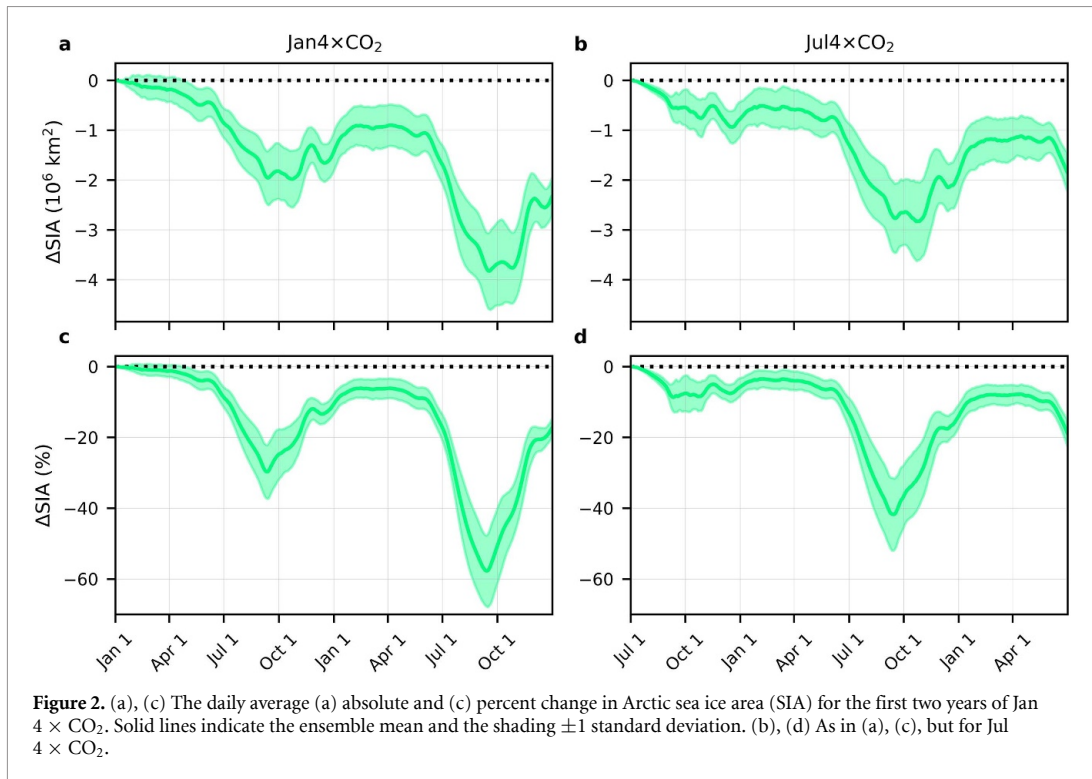 a
Jan4×CO₂
b
Jul4×CO₂
0
−1
−2
−3
−4
ΔSIA (10⁶ km²)
c
d
0
−20
−40
−60
ΔSIA (%)
Jan 1
Apr 1
Jul 1
Oct 1
Jan 1
Apr 1
Jul 1
Oct 1
Jul 1
Oct 1
Jan 1
Apr 1
Jul 1
Oct 1
Jan 1
Apr 1
Figure 2. (a), (c) The daily average (a) absolute and (c) percent change in Arctic sea ice area (SIA) for the first two years of Jan
4 × CO₂. Solid lines indicate the ensemble mean and the shading ±1 standard deviation. (b), (d) As in (a), (c), but for Jul
4 × CO₂.